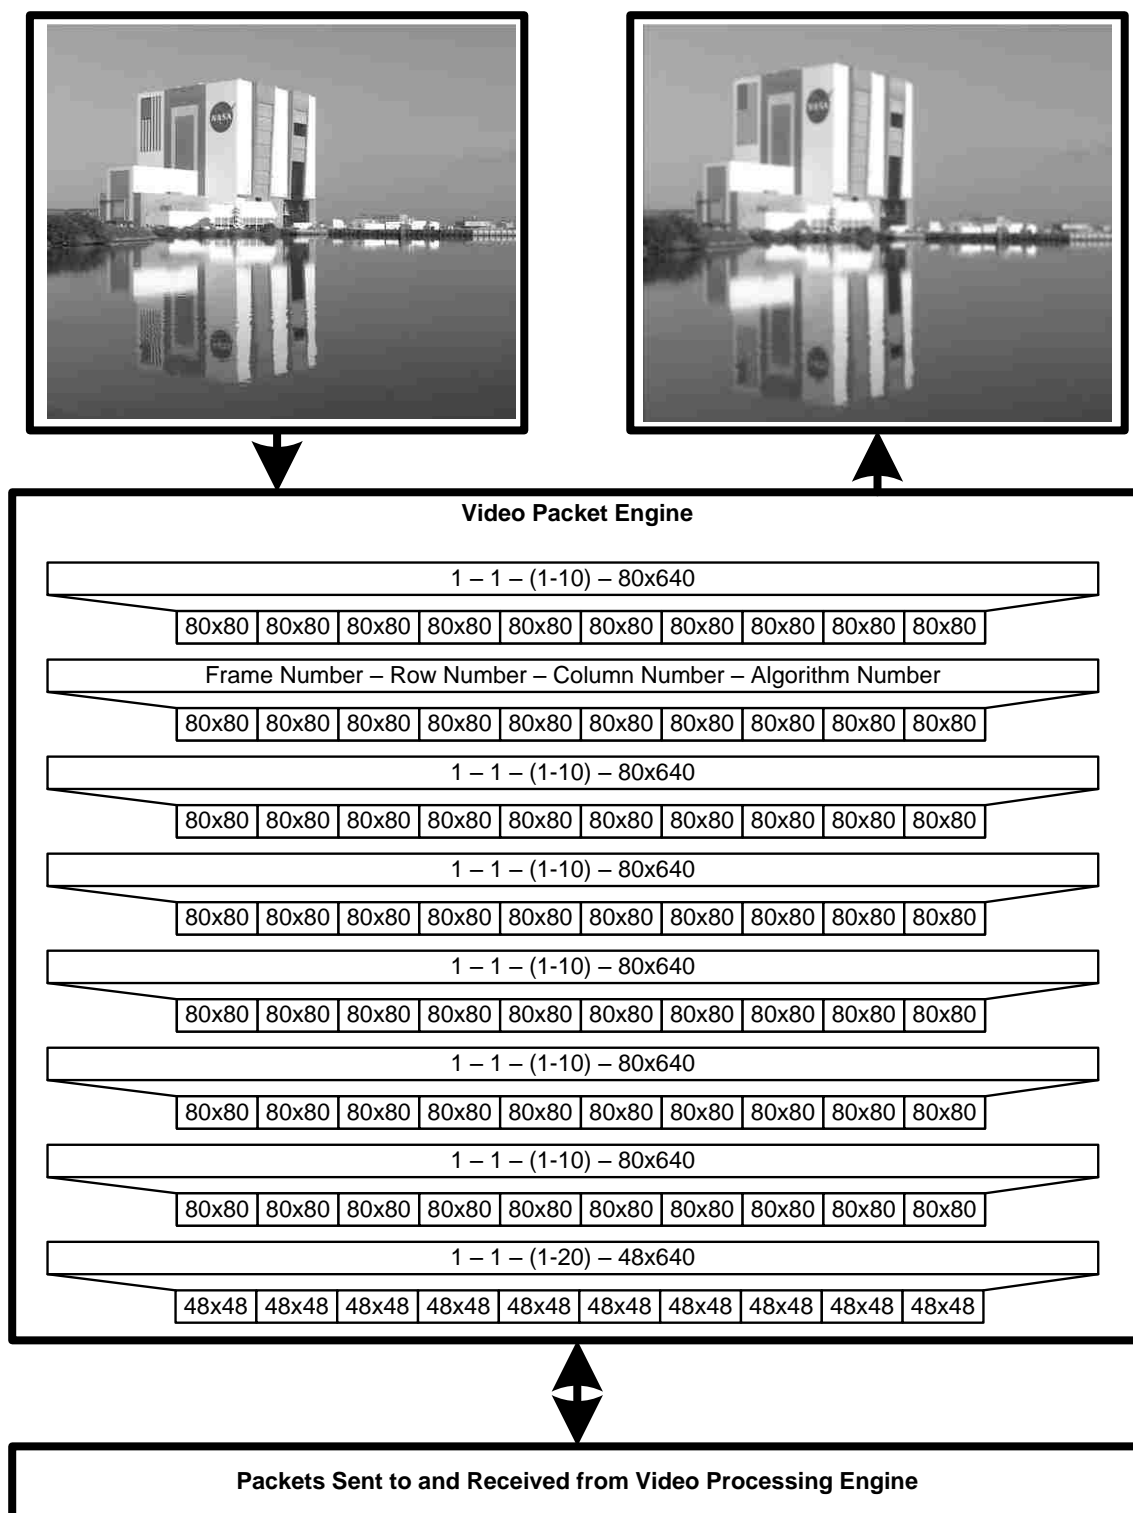 NASA
NASA
Video Packet Engine
1 – 1 – (1-10) – 80x640
80x80 80x80 80x80 80x80 80x80 80x80 80x80 80x80 80x80 80x80
Frame Number – Row Number – Column Number – Algorithm Number
80x80 80x80 80x80 80x80 80x80 80x80 80x80 80x80 80x80 80x80
1 – 1 – (1-10) – 80x640
80x80 80x80 80x80 80x80 80x80 80x80 80x80 80x80 80x80 80x80
1 – 1 – (1-10) – 80x640
80x80 80x80 80x80 80x80 80x80 80x80 80x80 80x80 80x80 80x80
1 – 1 – (1-10) – 80x640
80x80 80x80 80x80 80x80 80x80 80x80 80x80 80x80 80x80 80x80
1 – 1 – (1-10) – 80x640
80x80 80x80 80x80 80x80 80x80 80x80 80x80 80x80 80x80 80x80
1 – 1 – (1-10) – 80x640
80x80 80x80 80x80 80x80 80x80 80x80 80x80 80x80 80x80 80x80
1 – 1 – (1-20) – 48x640
48x48 48x48 48x48 48x48 48x48 48x48 48x48 48x48 48x48 48x48
Packets Sent to and Received from Video Processing Engine